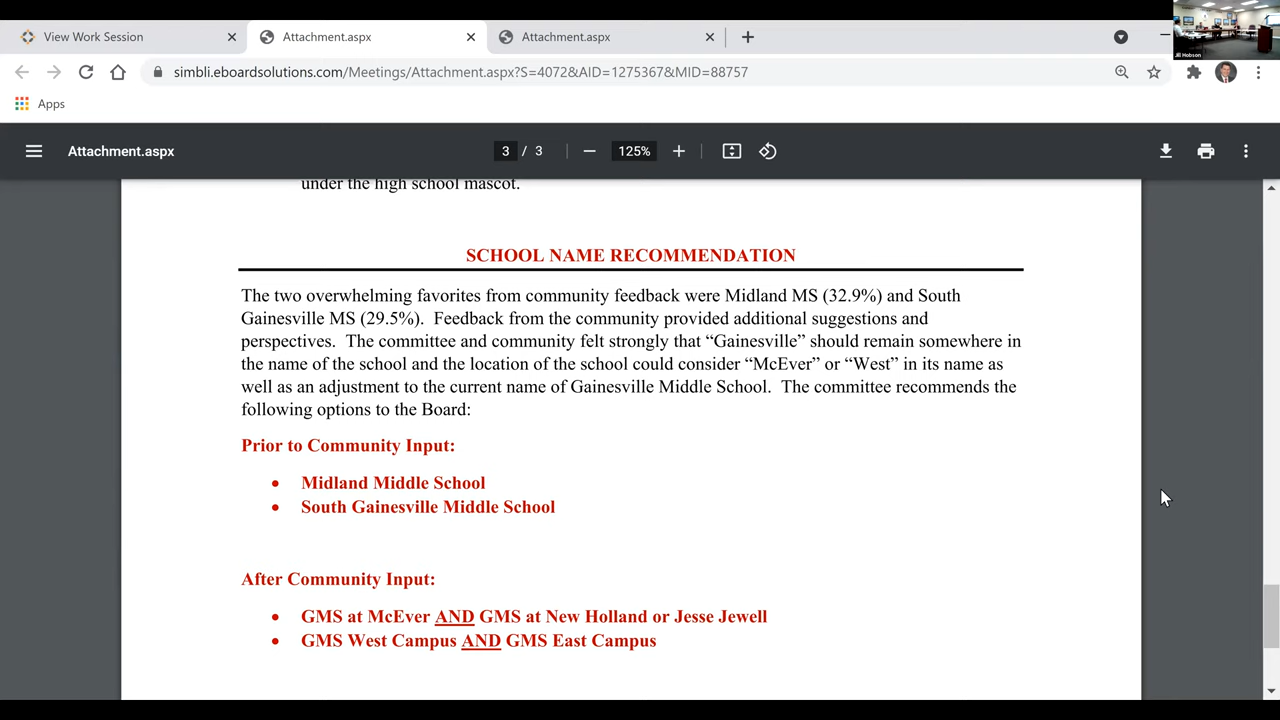 View Work Session
Attachment.aspx
Attachment.aspx
Jill Hobson
simbli.eboardsolutions.com/Meetings/Attachment.aspx?S=4072&AID=1275367&MID=88757
Apps
Attachment.aspx
3 / 3
125%
under the high school mascot.
SCHOOL NAME RECOMMENDATION
The two overwhelming favorites from community feedback were Midland MS (32.9%) and South
Gainesville MS (29.5%). Feedback from the community provided additional suggestions and
perspectives. The committee and community felt strongly that “Gainesville” should remain somewhere in
the name of the school and the location of the school could consider “McEver” or “West” in its name as
well as an adjustment to the current name of Gainesville Middle School. The committee recommends the
following options to the Board:
Prior to Community Input:
• Midland Middle School
• South Gainesville Middle School
After Community Input:
• GMS at McEver AND GMS at New Holland or Jesse Jewell
• GMS West Campus AND GMS East Campus